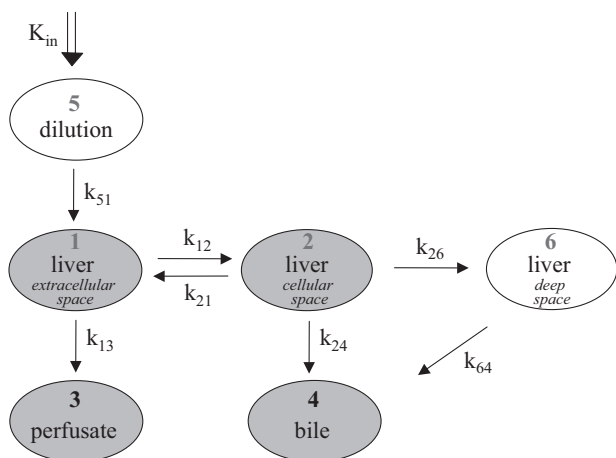 K_in
5
dilution
k_51
1
liver
extracellular
space
k_12
k_21
2
liver
cellular
space
k_26
6
liver
deep
space
k_13
k_24
k_64
3
perfusate
4
bile